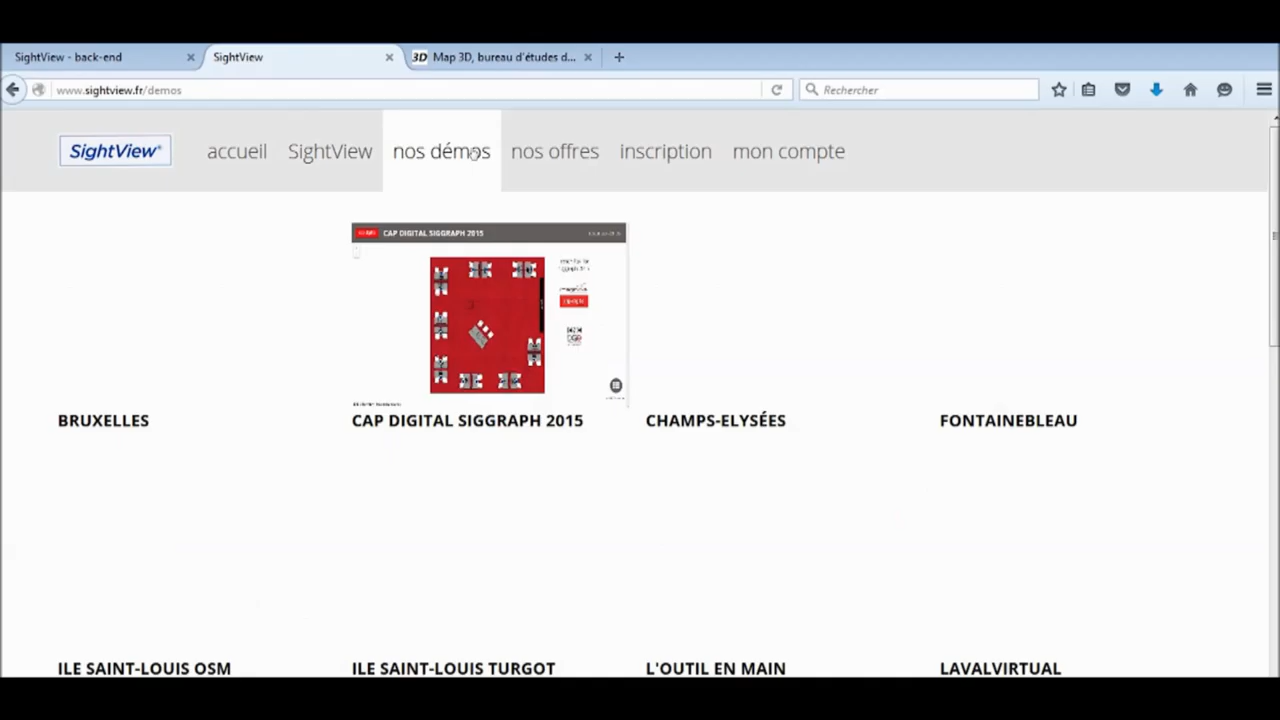 SightView - back-end
SightView
3D Map 3D, bureau d'études d...
www.sightview.fr/demos
Rechercher
SightView®
accueil
SightView
nos démos
nos offres
inscription
mon compte
CAP DIGITAL SIGGRAPH 2015
BRUXELLES
CAP DIGITAL SIGGRAPH 2015
CHAMPS-ELYSÉES
FONTAINEBLEAU
ILE SAINT-LOUIS OSM
ILE SAINT-LOUIS TURGOT
L'OUTIL EN MAIN
LAVALVIRTUAL